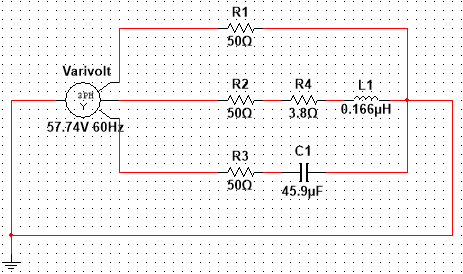 R1
50Ω
Varivolt
3PH
Y
57.74V 60Hz
R2
50Ω
R4
3.8Ω
L1
0.166µH
R3
50Ω
C1
45.9µF